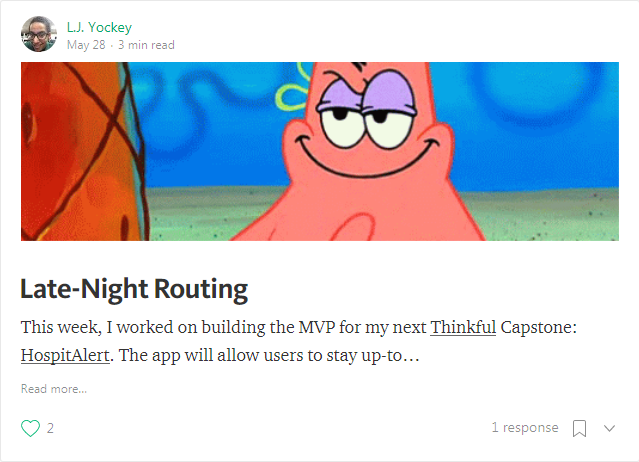 L.J. Yockey
May 28 · 3 min read
Late-Night Routing
This week, I worked on building the MVP for my next Thinkful Capstone:
HospitAlert. The app will allow users to stay up-to…
Read more…
2
1 response